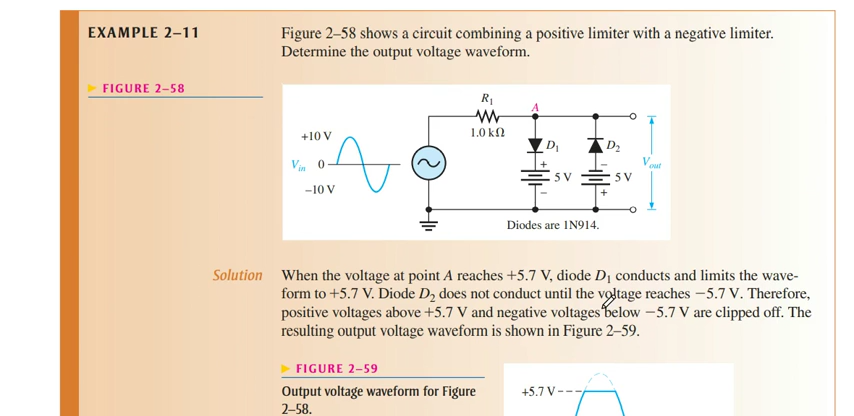 EXAMPLE 2–11
Figure 2–58 shows a circuit combining a positive limiter with a negative limiter.
Determine the output voltage waveform.
▶ FIGURE 2–58
R1
A
1.0 kΩ
+10 V
Vin 0
−10 V
D1
D2
+
−
5 V
5 V
−
+
Vout
Diodes are 1N914.
Solution
When the voltage at point A reaches +5.7 V, diode D1 conducts and limits the wave-
form to +5.7 V. Diode D2 does not conduct until the voltage reaches −5.7 V. Therefore,
positive voltages above +5.7 V and negative voltages below −5.7 V are clipped off. The
resulting output voltage waveform is shown in Figure 2–59.
▶ FIGURE 2–59
Output voltage waveform for Figure
2–58.
+5.7 V